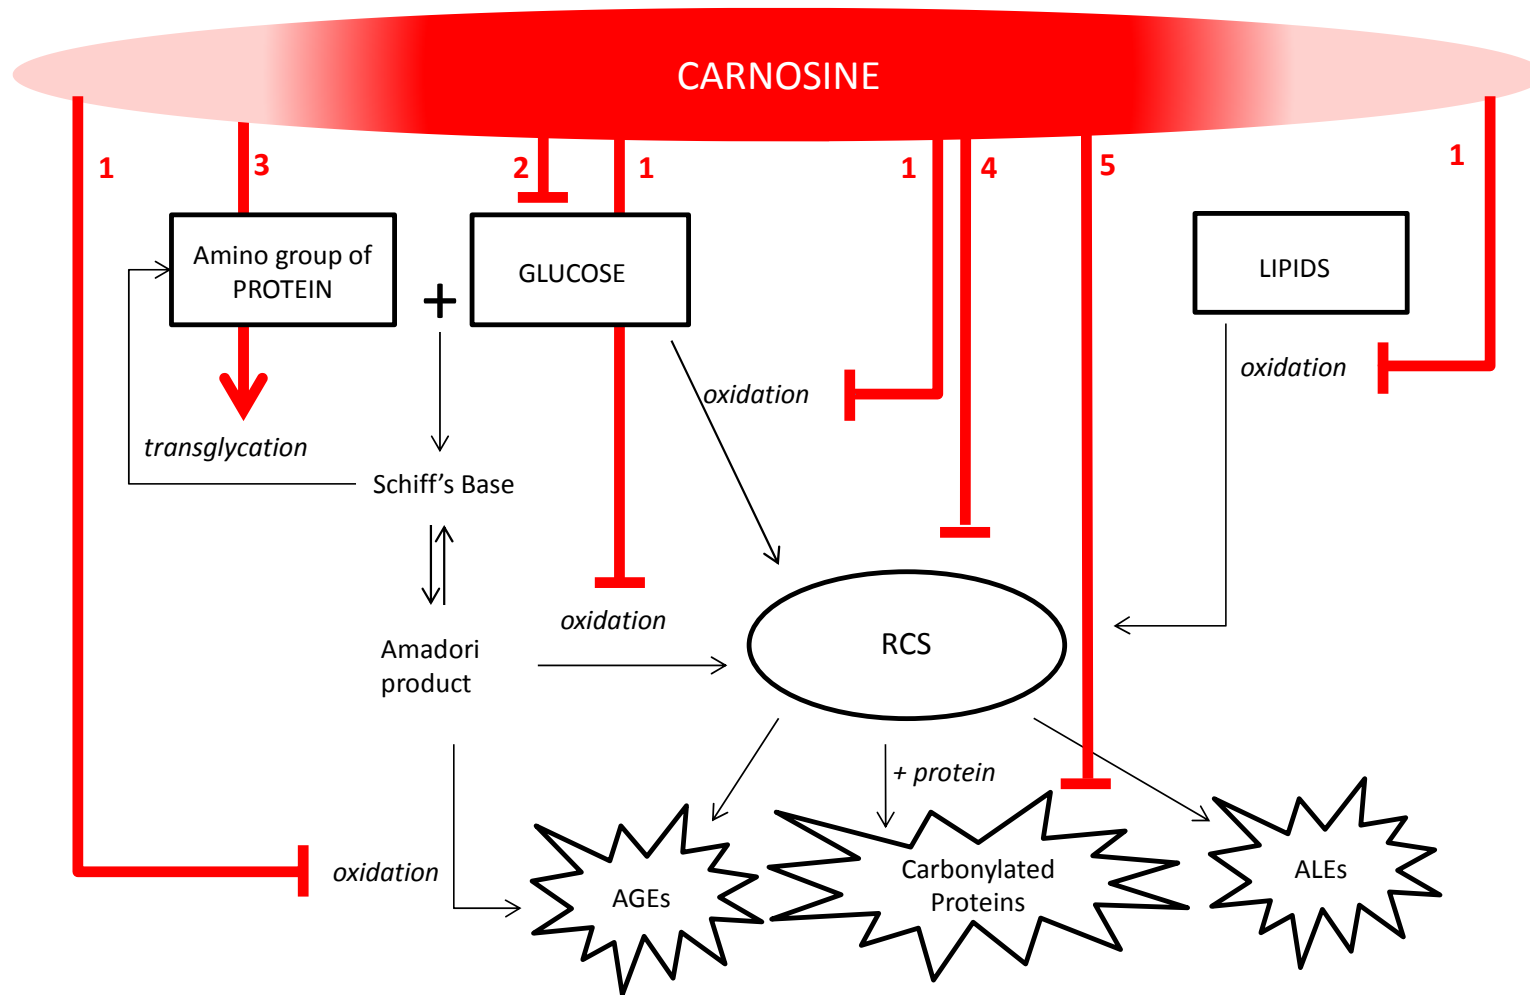 CARNOSINE
1
3
2
1
1
4
5
1
Amino group of
PROTEIN
+
GLUCOSE
LIPIDS
oxidation
oxidation
transglycation
Schiff's Base
oxidation
Amadori
product
RCS
+ protein
oxidation
AGEs
Carbonylated
Proteins
ALEs